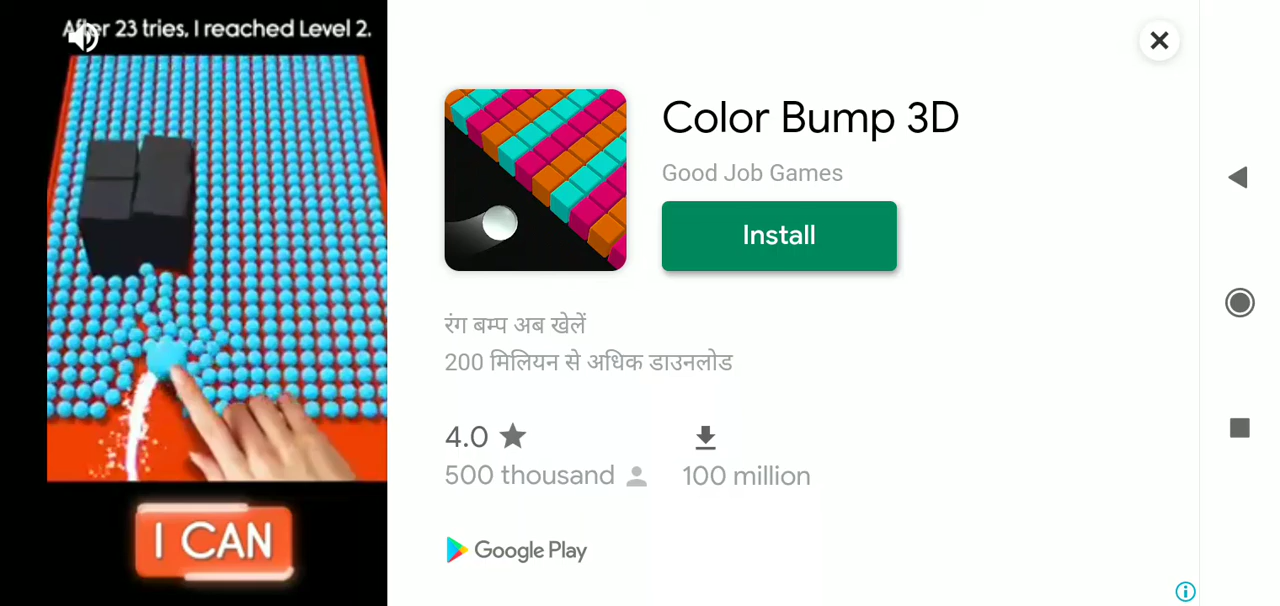 After 23 tries, I reached Level 2.
I CAN
Color Bump 3D
Good Job Games
Install
रंग बम्प अब खेलें
200 मिलियन से अधिक डाउनलोड
4.0
500 thousand
100 million
Google Play